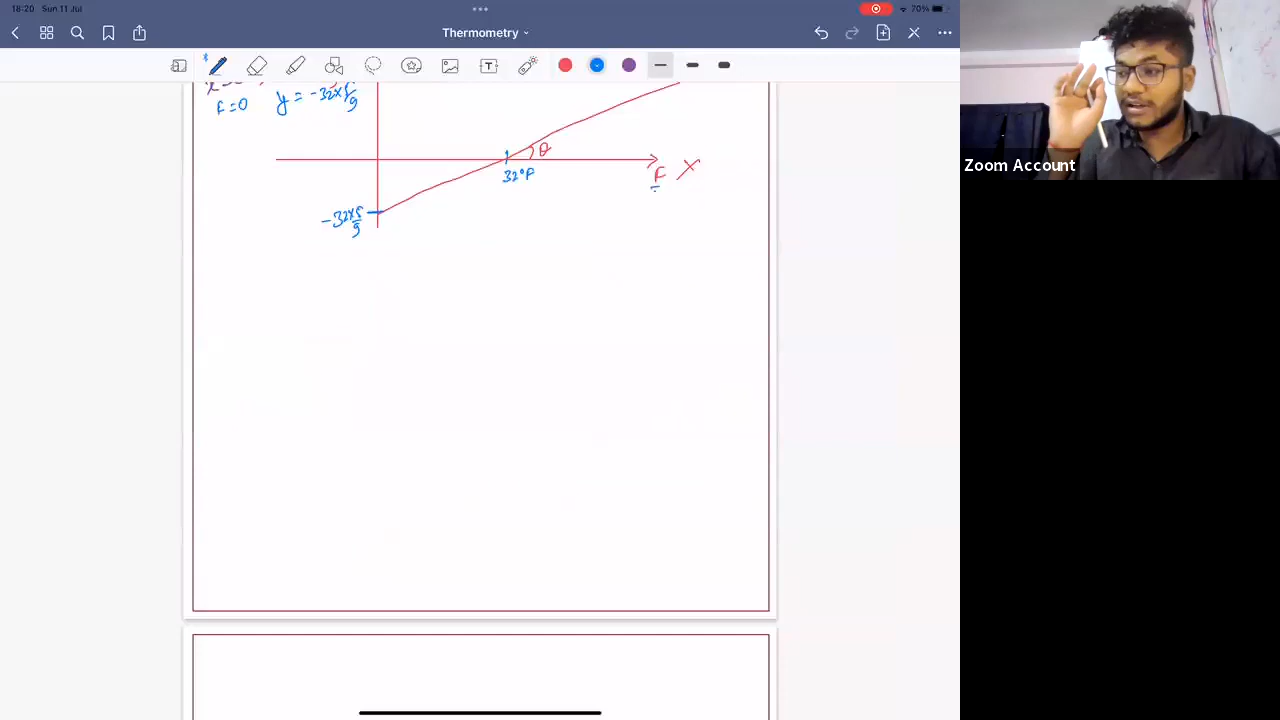 18:20 Sun 11 Jul
70%
Thermometry
F = 0
y = -32×5/9
θ
32°F
F X
-32×5/9
Zoom Account